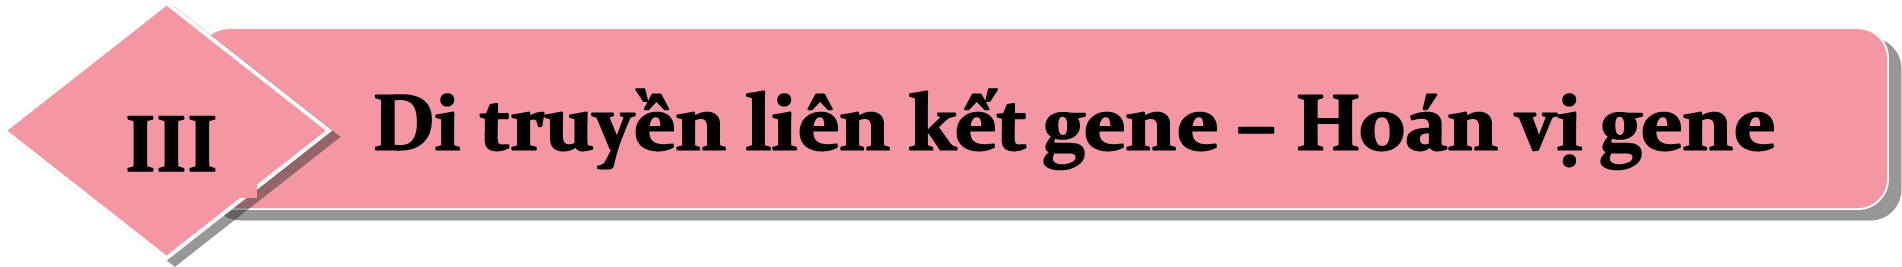 III
Di truyền liên kết gene – Hoán vị gene